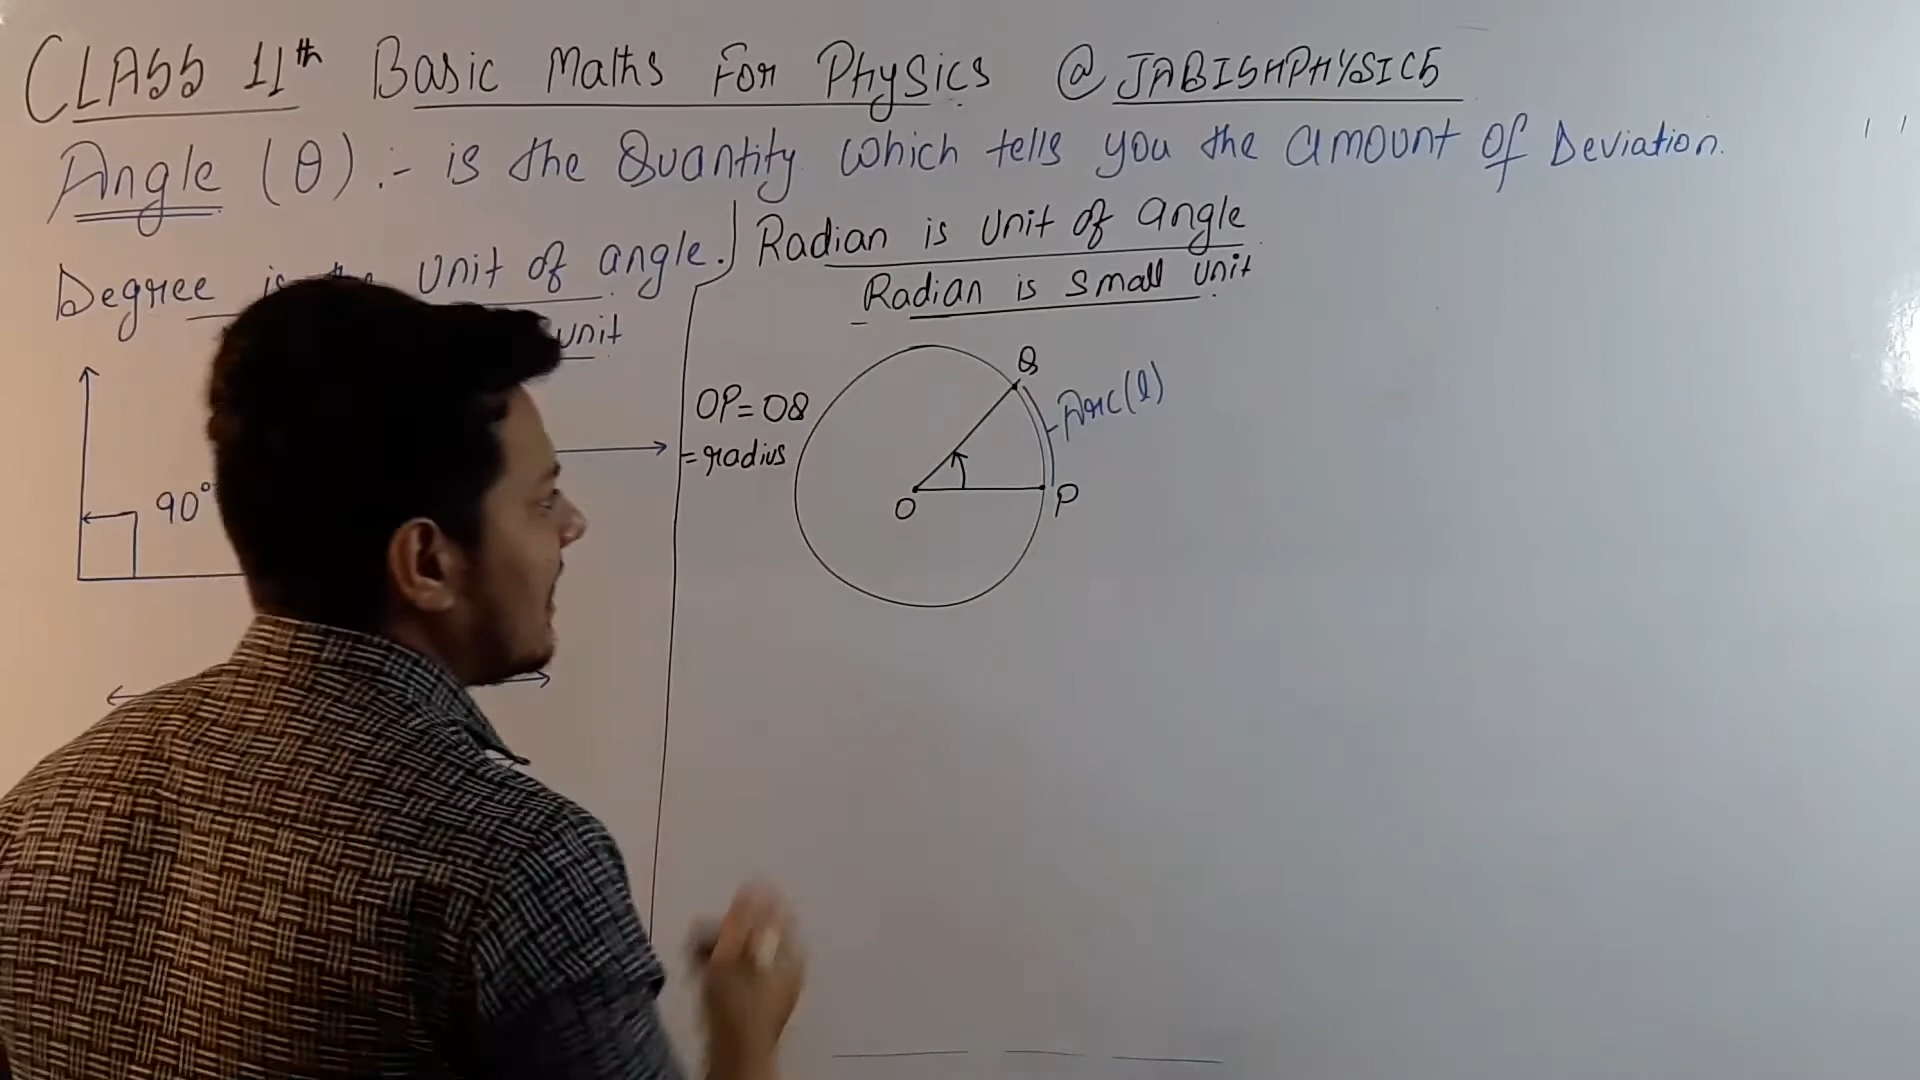 CLASS 11th Basic Maths For Physics @JABISHPHYSICS
Angle (θ) :- is the Quantity which tells you the amount of Deviation.
Degree is unit of angle.
unit
90°
Radian is unit of angle
Radian is small unit
OP = OQ
= radius
Q
Arc(l)
O
P